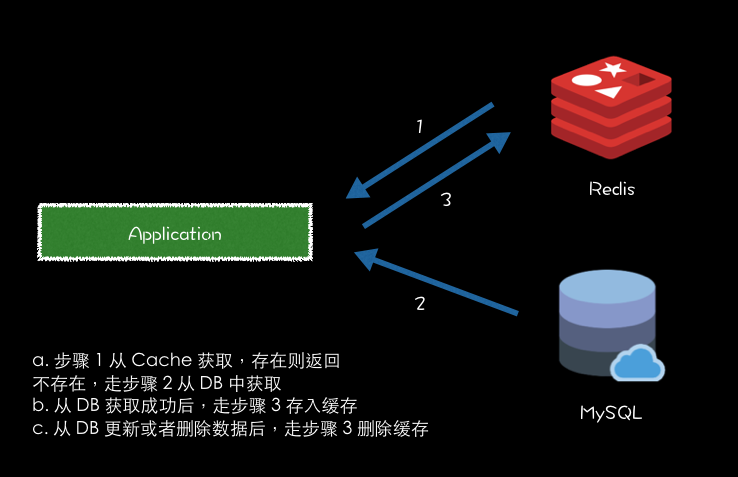 1
3
Redis
Application
2
MySQL
a. 步骤 1 从 Cache 获取，存在则返回
不存在，走步骤 2 从 DB 中获取
b. 从 DB 获取成功后，走步骤 3 存入缓存
c. 从 DB 更新或者删除数据后，走步骤 3 删除缓存